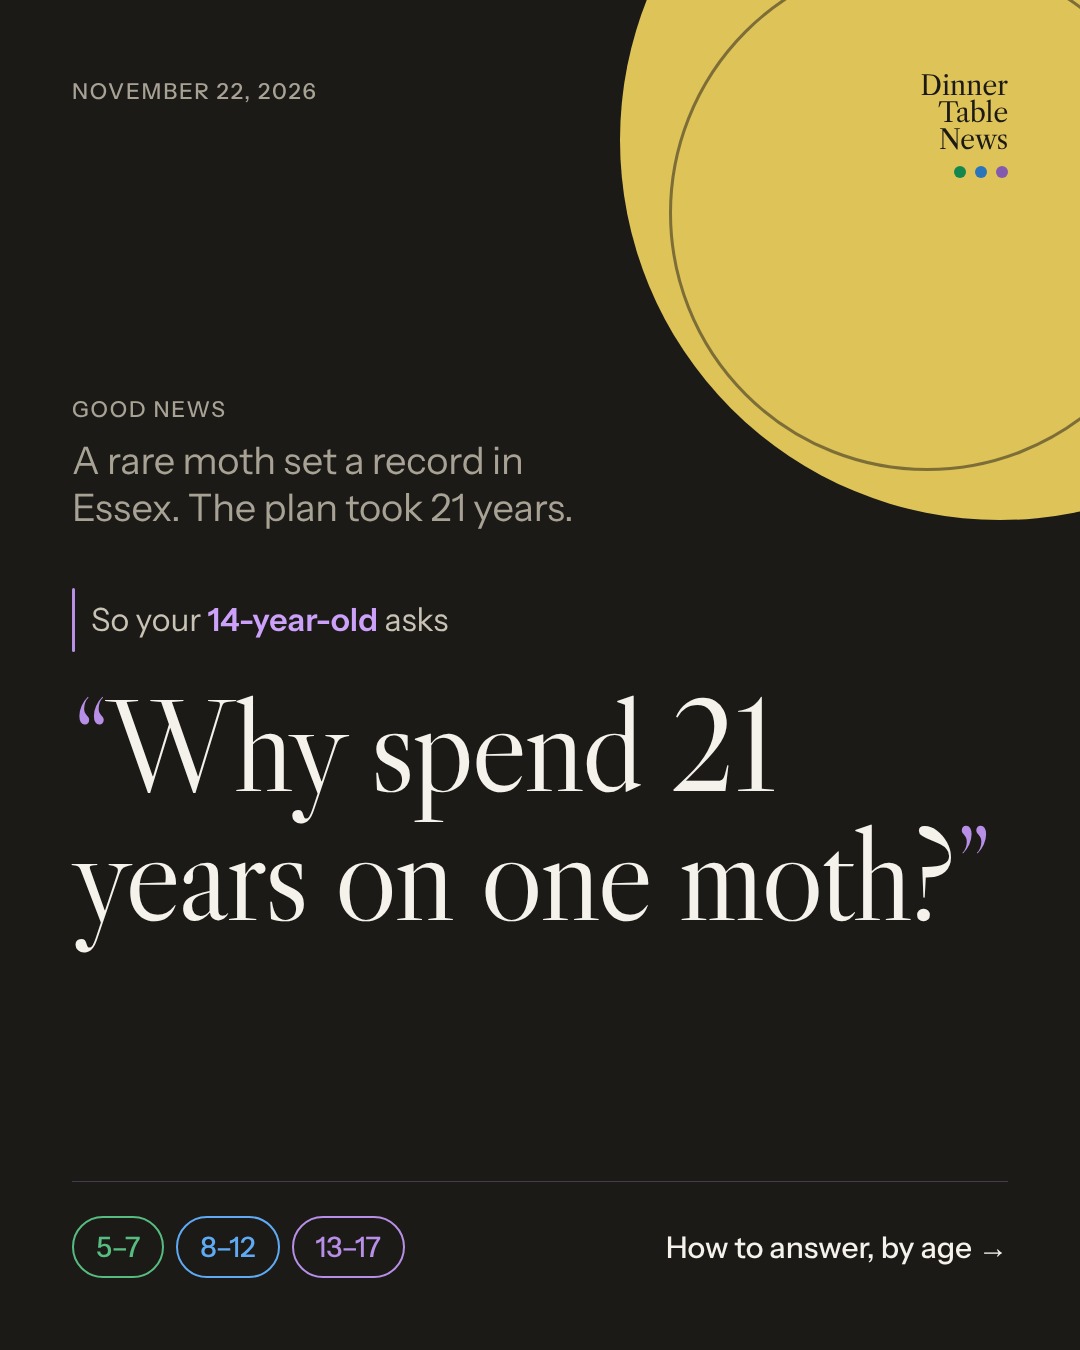 NOVEMBER 22, 2026
Dinner
Table
News
GOOD NEWS
A rare moth set a record in
Essex. The plan took 21 years.
So your 14-year-old asks
“Why spend 21
years on one moth?”
5–7 8–12 13–17
How to answer, by age →